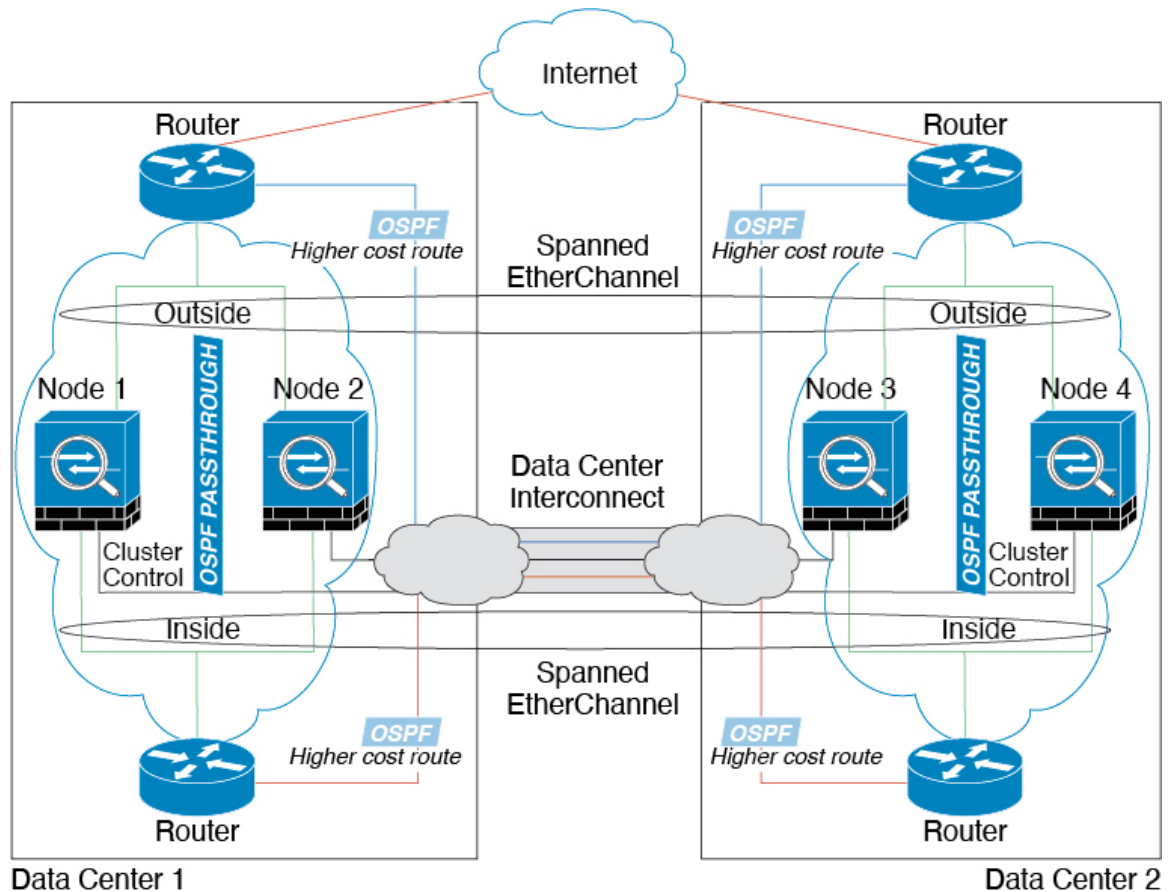 Internet
Router
Router
OSPF
Higher cost route
OSPF
Higher cost route
Spanned
EtherChannel
Outside
Outside
Node 1
Node 2
Node 3
Node 4
OSPF PASSTHROUGH
OSPF PASSTHROUGH
Data Center
Interconnect
Cluster
Control
Cluster
Control
Inside
Inside
Spanned
EtherChannel
OSPF
Higher cost route
OSPF
Higher cost route
Router
Router
Data Center 1
Data Center 2